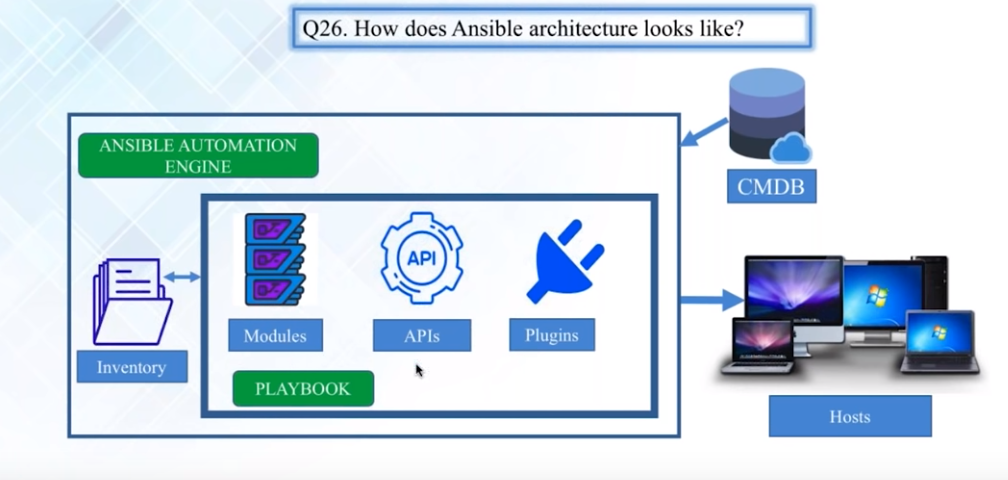 Q26. How does Ansible architecture looks like?
ANSIBLE AUTOMATION
ENGINE
CMDB
API
Modules
APIs
Plugins
Inventory
PLAYBOOK
Hosts